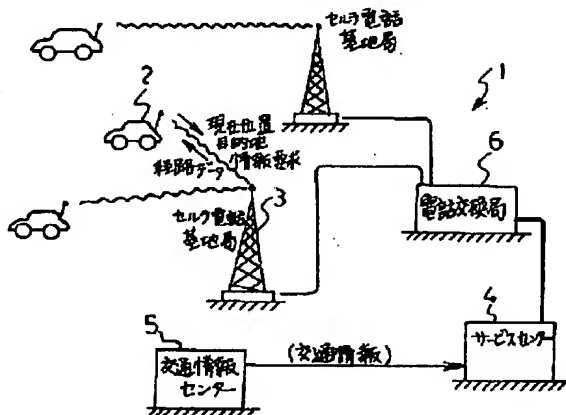 セルラ電話
基地局
1
2
現在位置
目的地
情報要求
経路データ
6
電話交換局
セルラ電話
基地局
3
4
サービスセンター
5
交通情報
センター
(交通情報)